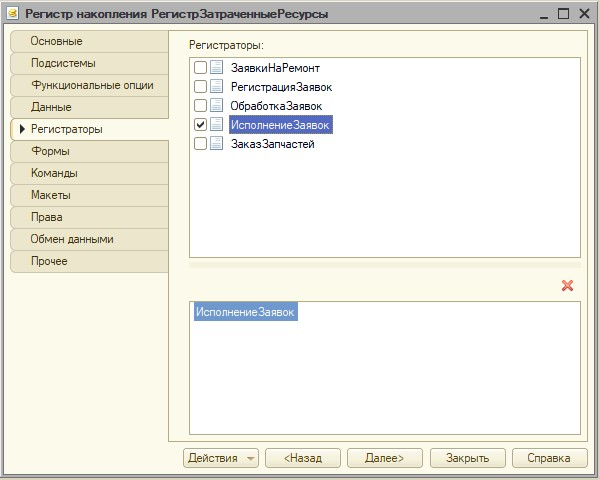 Регистр накопления РегистрЗатраченныеРесурсы
Основные
Подсистемы
Функциональные опции
Данные
Регистраторы
Формы
Команды
Макеты
Права
Обмен данными
Прочее
Регистраторы:
ЗаявкиНаРемонт
РегистрацияЗаявок
ОбработкаЗаявок
ИсполнениеЗаявок
ЗаказЗапчастей
ИсполнениеЗаявок
Действия
<Назад
Далее>
Закрыть
Справка